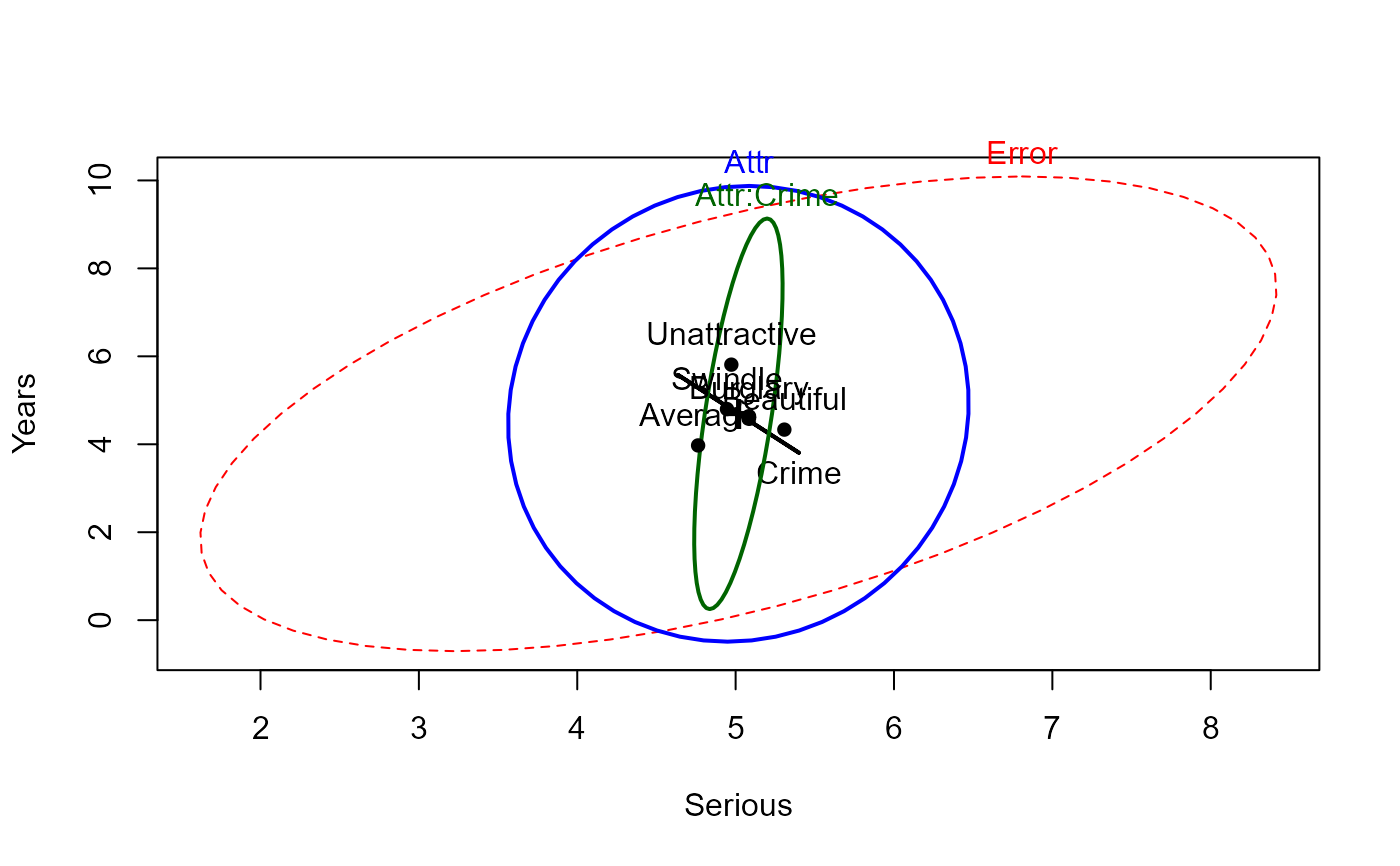 Error
Attr
Attr:Crime
Unattractive
Swindle
Burglary
Beautiful
Average
Crime
Years
10
8
6
4
2
0
2 3 4 5 6 7 8
Serious